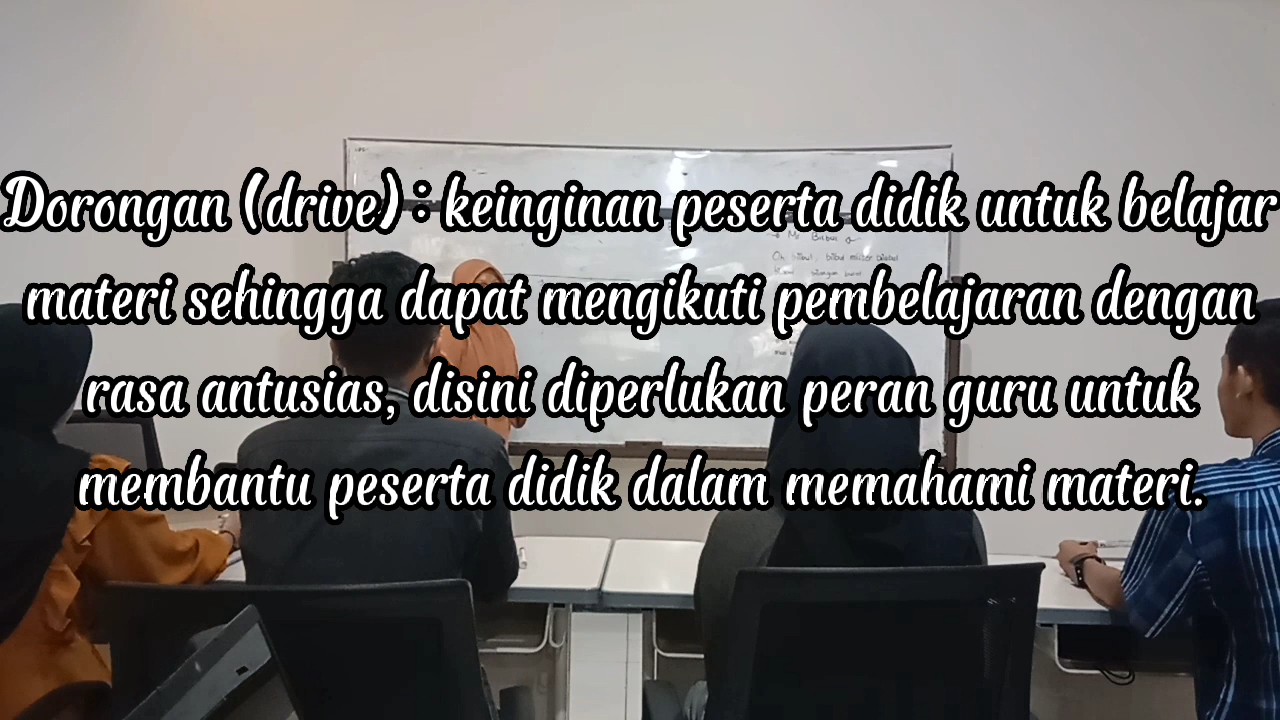 Dorongan (drive) : keinginan peserta didik untuk belajar
materi sehingga dapat mengikuti pembelajaran dengan
rasa antusias, disini diperlukan peran guru untuk
membantu peserta didik dalam memahami materi.